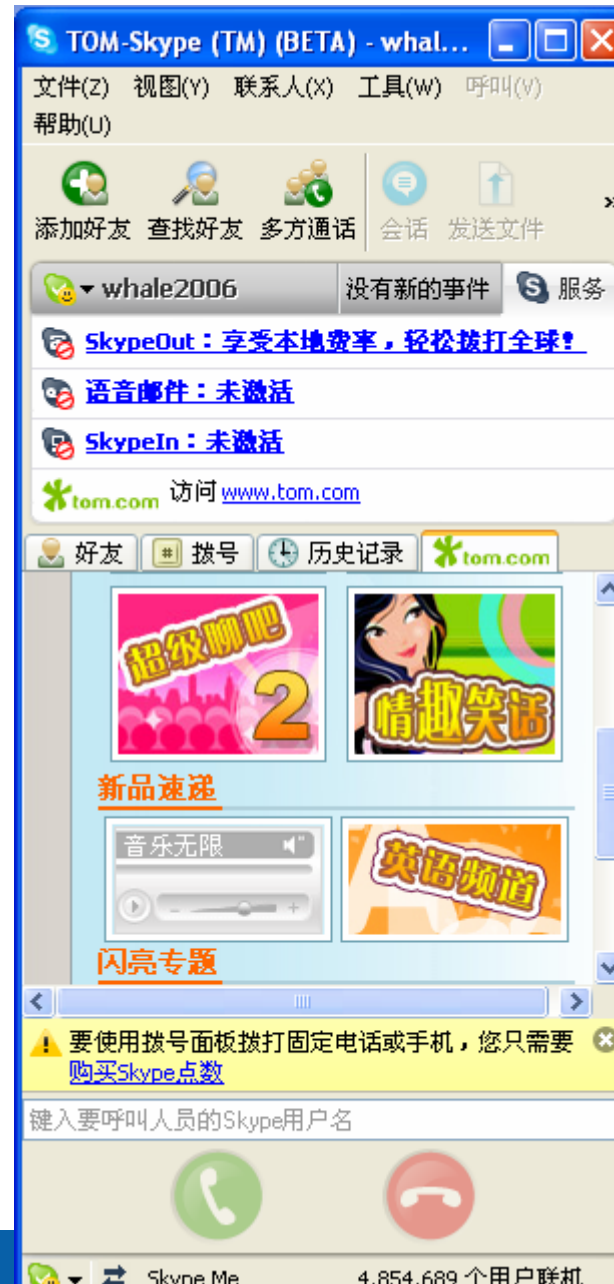 TOM-Skype (TM) (BETA) - whal...
文件(Z) 视图(Y) 联系人(X) 工具(W) 呼叫(V)
帮助(U)
添加好友 查找好友 多方通话 会话 发送文件
whale2006 没有新的事件 服务
SkypeOut：享受本地费率，轻松拨打全球！
语音邮件：未激活
SkypeIn：未激活
tom.com 访问 www.tom.com
好友 拨号 历史记录 tom.com
超级聊吧 2 情趣笑话
新品速递
音乐无限 英语频道
闪亮专题
要使用拨号面板拨打固定电话或手机，您只需要
购买Skype点数
键入要呼叫人员的Skype用户名
Skype Me 4,854,689 个用户联机